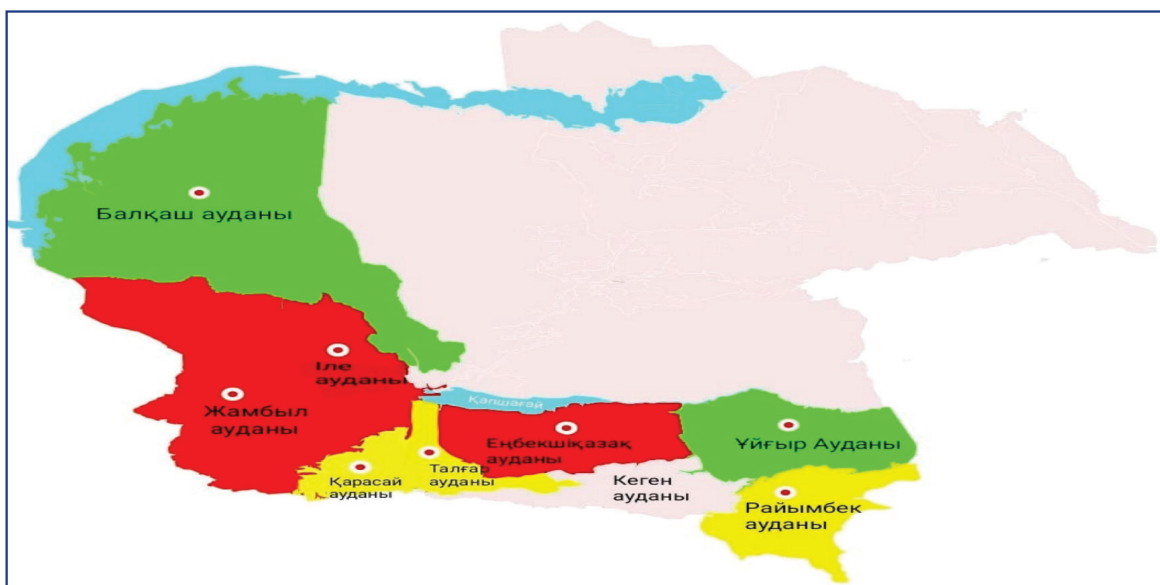 Балқаш ауданы
Іле
ауданы
Жамбыл
ауданы
Қапшағай
Еңбекшіқазақ
ауданы
Ұйғыр Ауданы
Қарасай
ауданы
Талғар
ауданы
Кеген
ауданы
Райымбек
ауданы